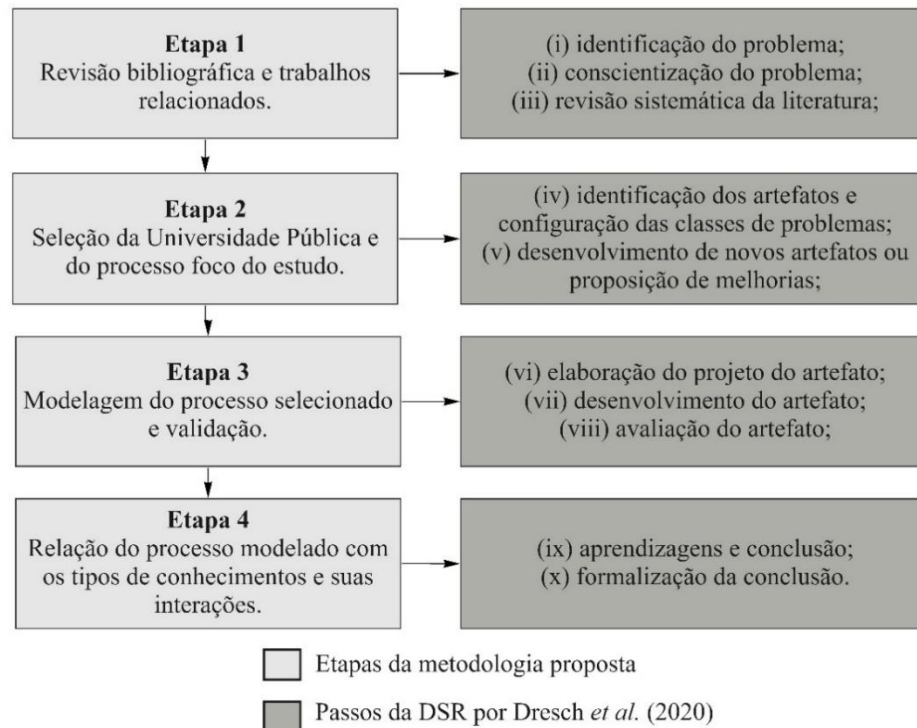 Etapa 1
Revisão bibliográfica e trabalhos
relacionados.
(i) identificação do problema;
(ii) conscientização do problema;
(iii) revisão sistemática da literatura;
Etapa 2
Seleção da Universidade Pública e
do processo foco do estudo.
(iv) identificação dos artefatos e
configuração das classes de problemas;
(v) desenvolvimento de novos artefatos ou
proposição de melhorias;
Etapa 3
Modelagem do processo selecionado
e validação.
(vi) elaboração do projeto do artefato;
(vii) desenvolvimento do artefato;
(viii) avaliação do artefato;
Etapa 4
Relação do processo modelado com
os tipos de conhecimentos e suas
interações.
(ix) aprendizagens e conclusão;
(x) formalização da conclusão.
Etapas da metodologia proposta
Passos da DSR por Dresch et al. (2020)